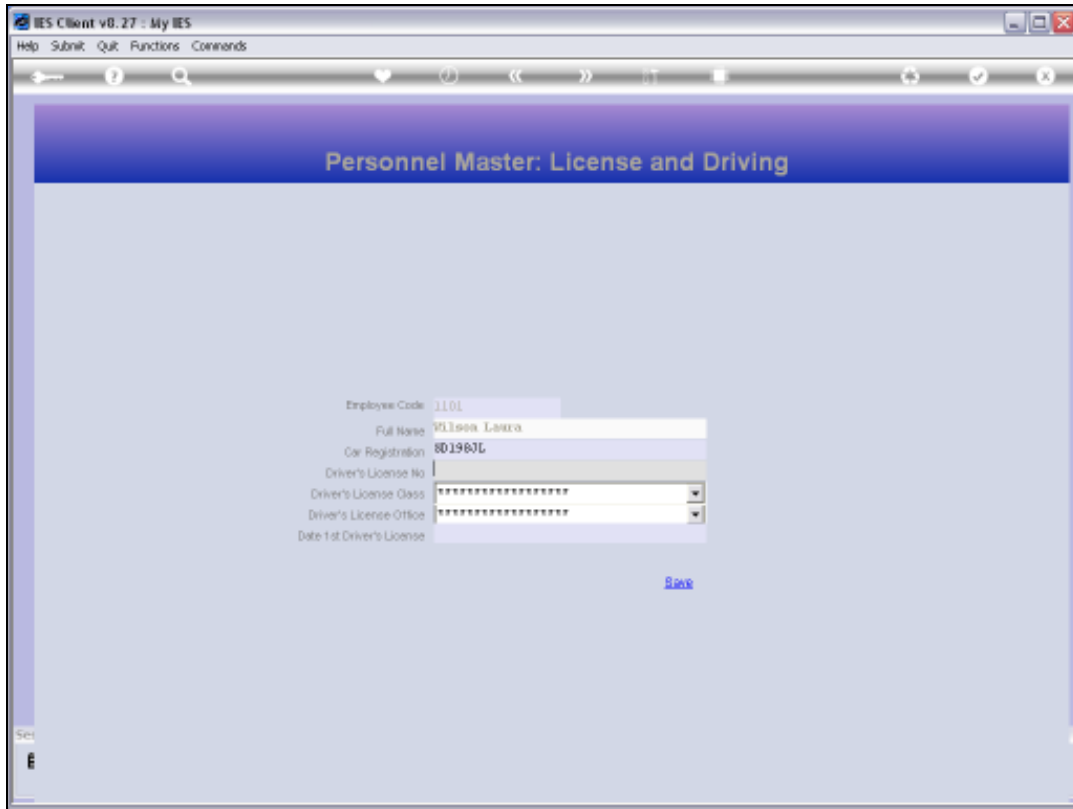 IES Client v8.27 : My IES
Help Submit Quit Functions Commands
Personnel Master: License and Driving
Employee Code 1101
Full Name Wilson Laura
Car Registration
Driver's License No
Driver's License Class ******************
Driver's License Office ******************
Date 1st Driver's License
Save
Ser